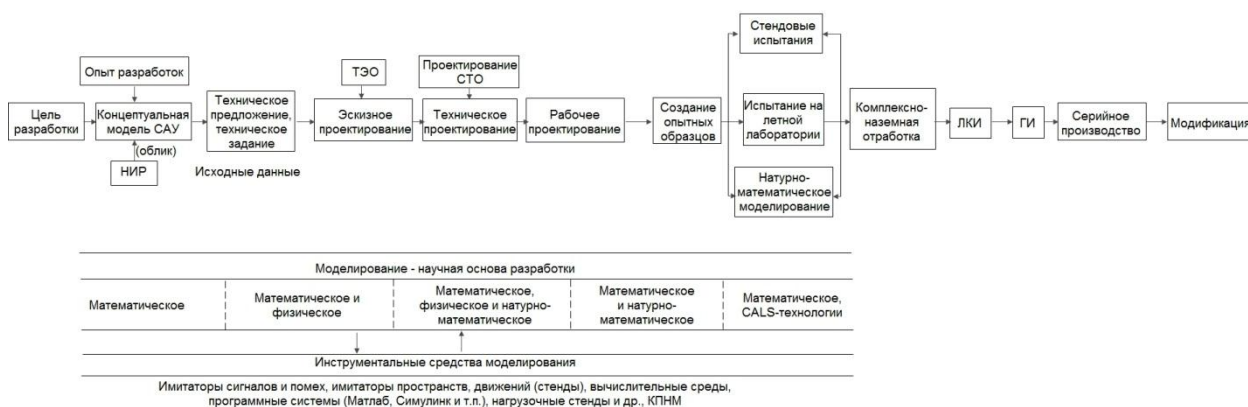 Опыт разработок
Цель
разработки
Концептуальная
модель САУ
(облик)
НИР
Техническое
предложение,
техническое
задание
Исходные данные
ТЭО
Эскизное
проектирование
Проектирование
СТО
Техническое
проектирование
Рабочее
проектирование
Создание
опытных
образцов
Стендовые
испытания
Испытание на
летной
лаборатории
Натурно-
математическое
моделирование
Комплексно-
наземная
отработка
ЛКИ
ГИ
Серийное
производство
Модификация
Моделирование - научная основа разработки
Математическое
Математическое и
физическое
Математическое,
физическое и натурно-
математическое
Математическое
и натурно-
математическое
Математическое,
CALS-технологии
Инструментальные средства моделирования
Имитаторы сигналов и помех, имитаторы пространств, движений (стенды), вычислительные среды,
программные системы (Матлаб, Симулинк и т.п.), нагрузочные стенды и др., КПНМ